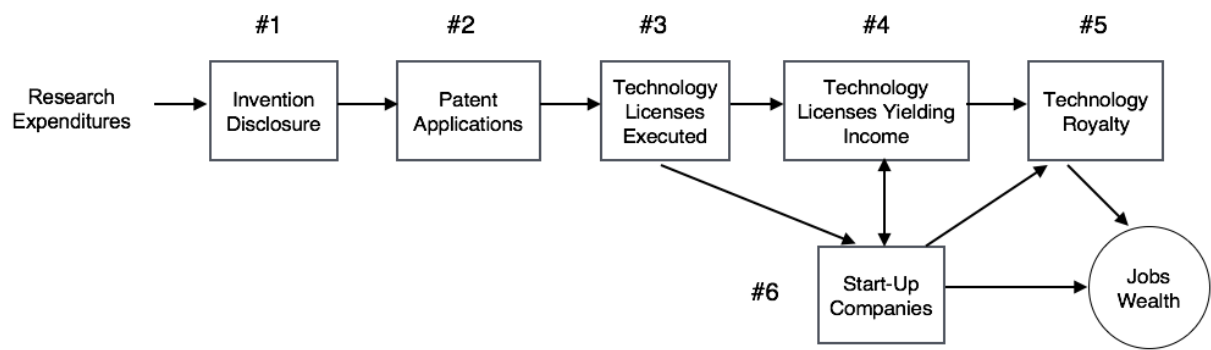 #1
#2
#3
#4
#5
Research
Expenditures
Invention
Disclosure
Patent
Applications
Technology
Licenses
Executed
Technology
Licenses Yielding
Income
Technology
Royalty
#6
Start-Up
Companies
Jobs
Wealth